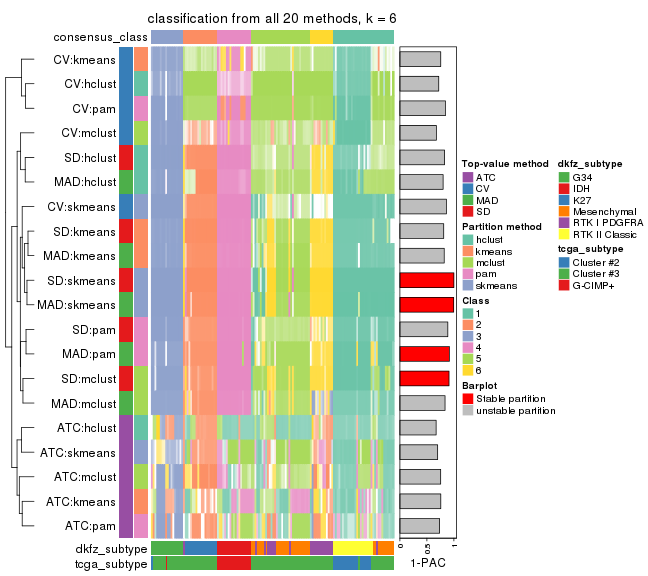 classification from all 20 methods, k = 6
consensus_class
CV:kmeans
CV:hclust
CV:pam
CV:mclust
SD:hclust
MAD:hclust
CV:skmeans
SD:kmeans
MAD:kmeans
SD:skmeans
MAD:skmeans
SD:pam
MAD:pam
SD:mclust
MAD:mclust
ATC:hclust
ATC:skmeans
ATC:mclust
ATC:kmeans
ATC:pam
dkfz_subtype
tcga_subtype
0
0.5
1
1-PAC
Top-value method
ATC
CV
MAD
SD
Partition method
hclust
kmeans
mclust
pam
skmeans
Class
1
2
3
4
5
6
Barplot
Stable partition
unstable partition
dkfz_subtype
G34
IDH
K27
Mesenchymal
RTK I PDGFRA
RTK II Classic
tcga_subtype
Cluster #2
Cluster #3
G-CIMP+